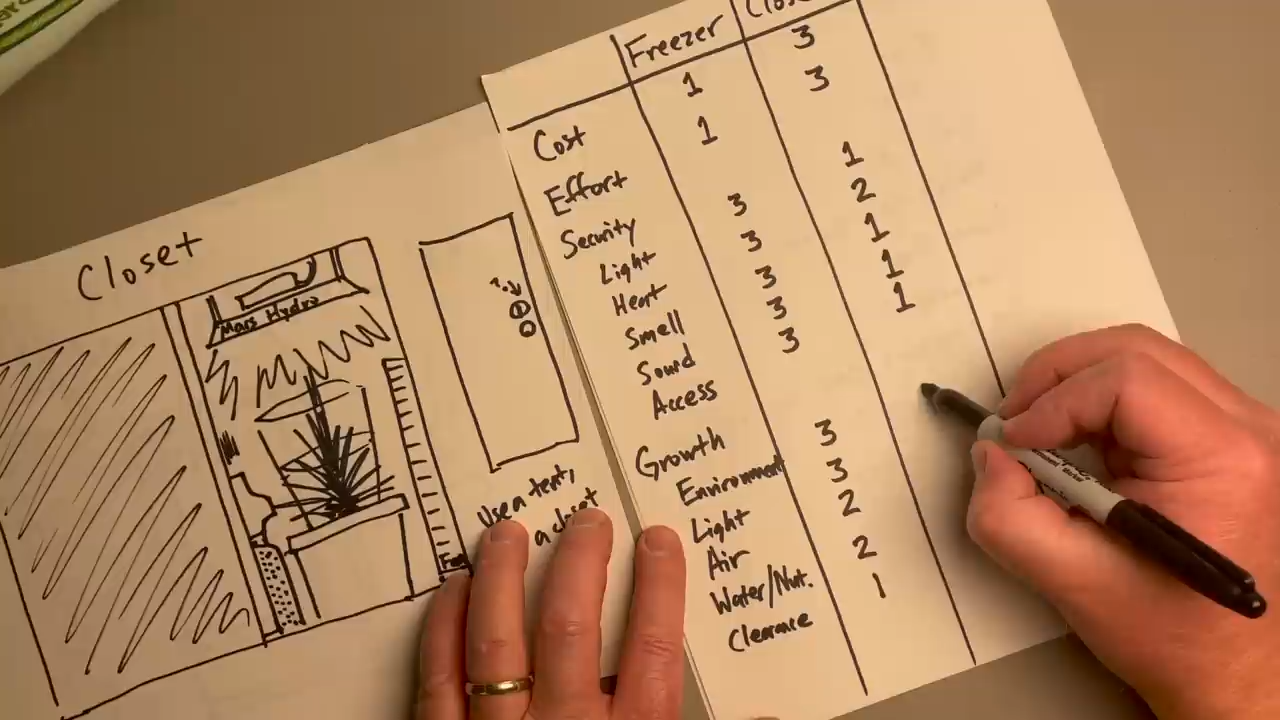 Closet
Mars Hydro
1.
Use a tent,
a closet
Freezer
1 3
1 3
Cost
Effort
Security
Light 3 1
Heat 3 2
Smell 3 1
Sound 3 1
Access 3 1
Growth
Environment 3
Light 3
Air 2
Water/Nut. 2
Clearance 1